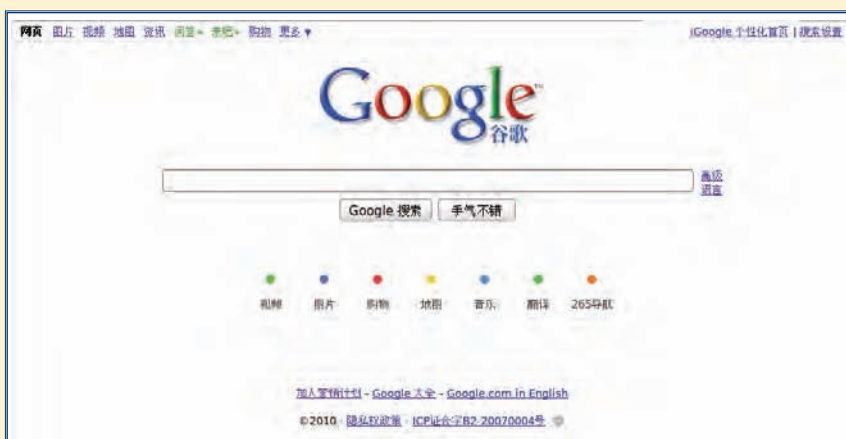 网页 图片 视频 地图 资讯 问答 来吧 购物 更多 ▼ iGoogle 个性化首页 | 搜索设置
Google™
谷歌
高级
语言
Google 搜索 手气不错
视频 图片 购物 地图 音乐 翻译 265导航
加入营销计划 - Google 大全 - Google.com in English
©2010 - 隐私权政策 - ICP证合字B2-20070004号